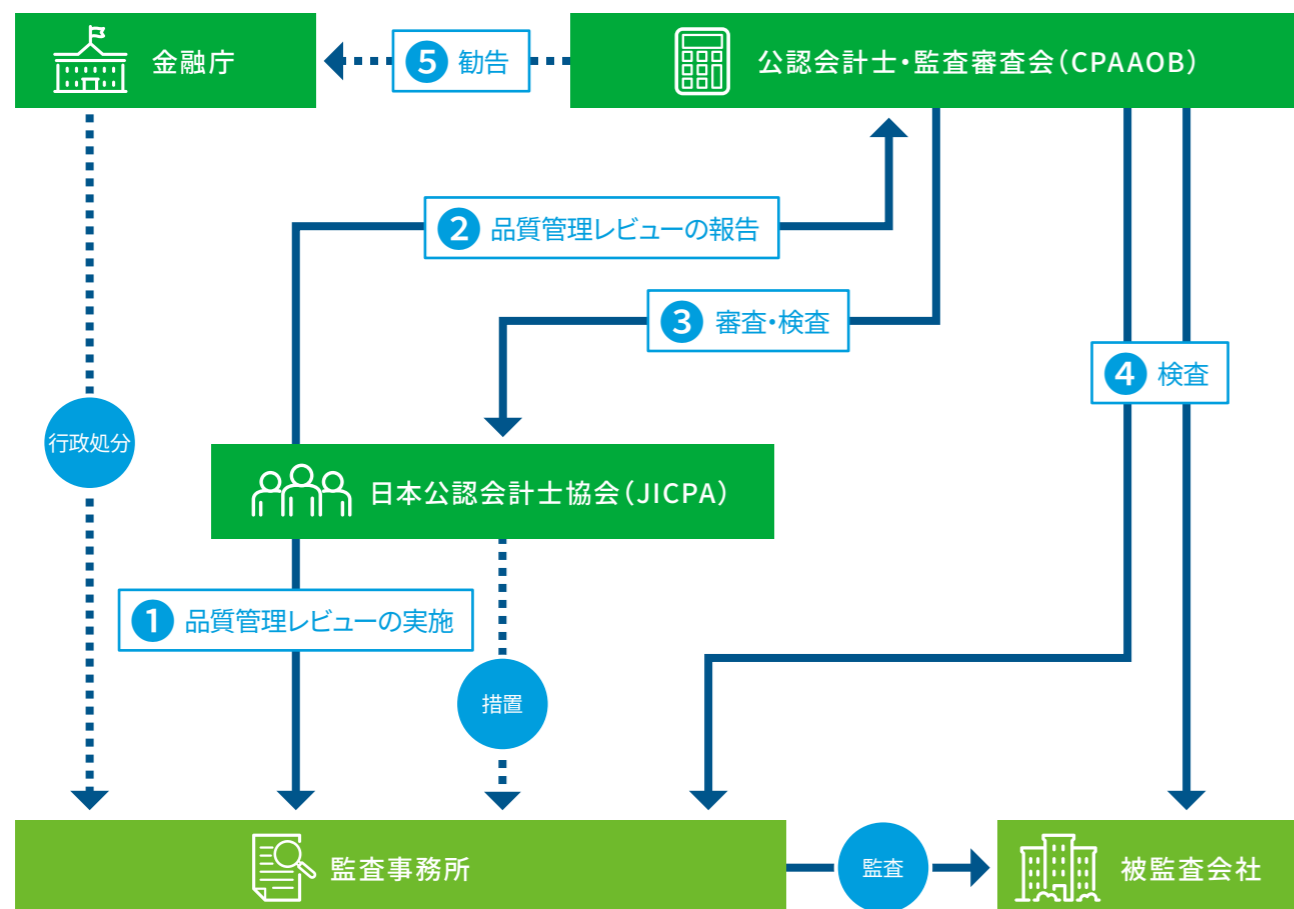 金融庁
5 勧告
公認会計士・監査審査会（CPAAOB）
2 品質管理レビューの報告
3 審査・検査
4 検査
行政処分
日本公認会計士協会（JICPA）
1 品質管理レビューの実施
措置
監査事務所
監査
被監査会社